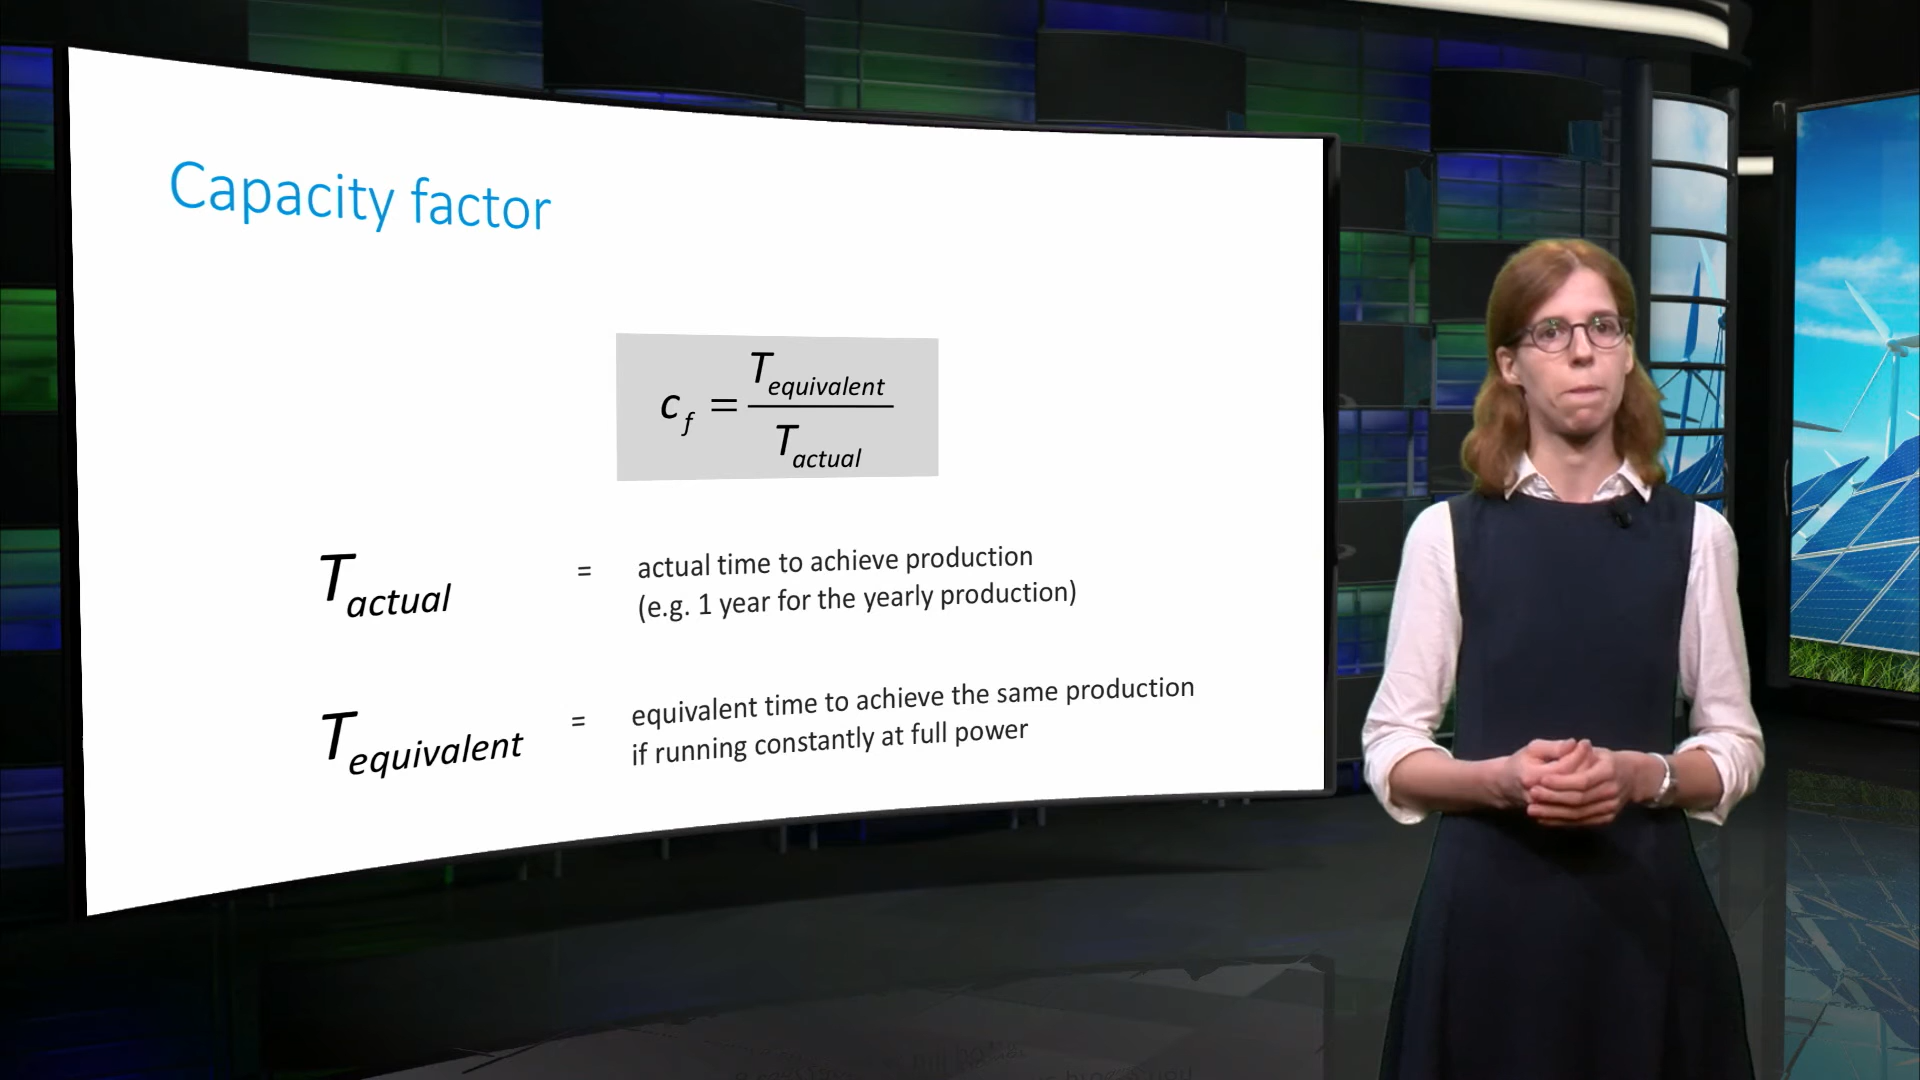 Capacity factor
c_f = T_equivalent / T_actual
T_actual = actual time to achieve production
(e.g. 1 year for the yearly production)
T_equivalent = equivalent time to achieve the same production
if running constantly at full power